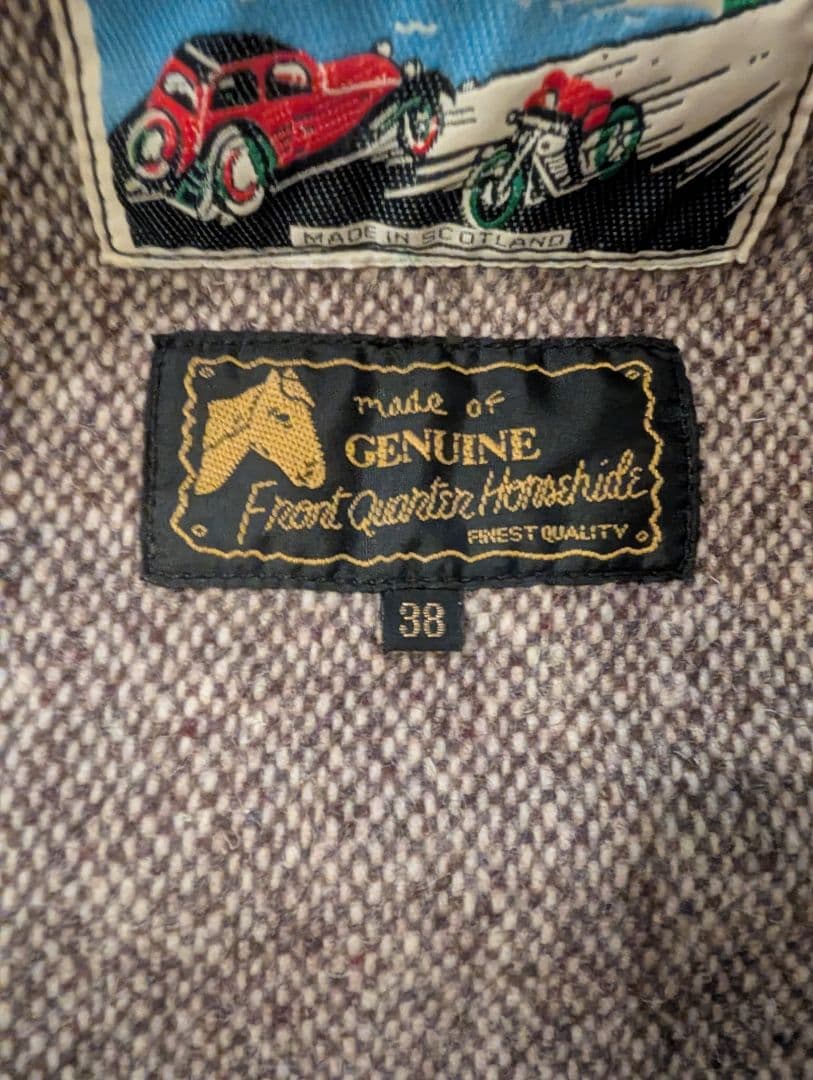 MADE IN SCOTLAND
made of
GENUINE
Front Quarter Horsehide
FINEST QUALITY
38